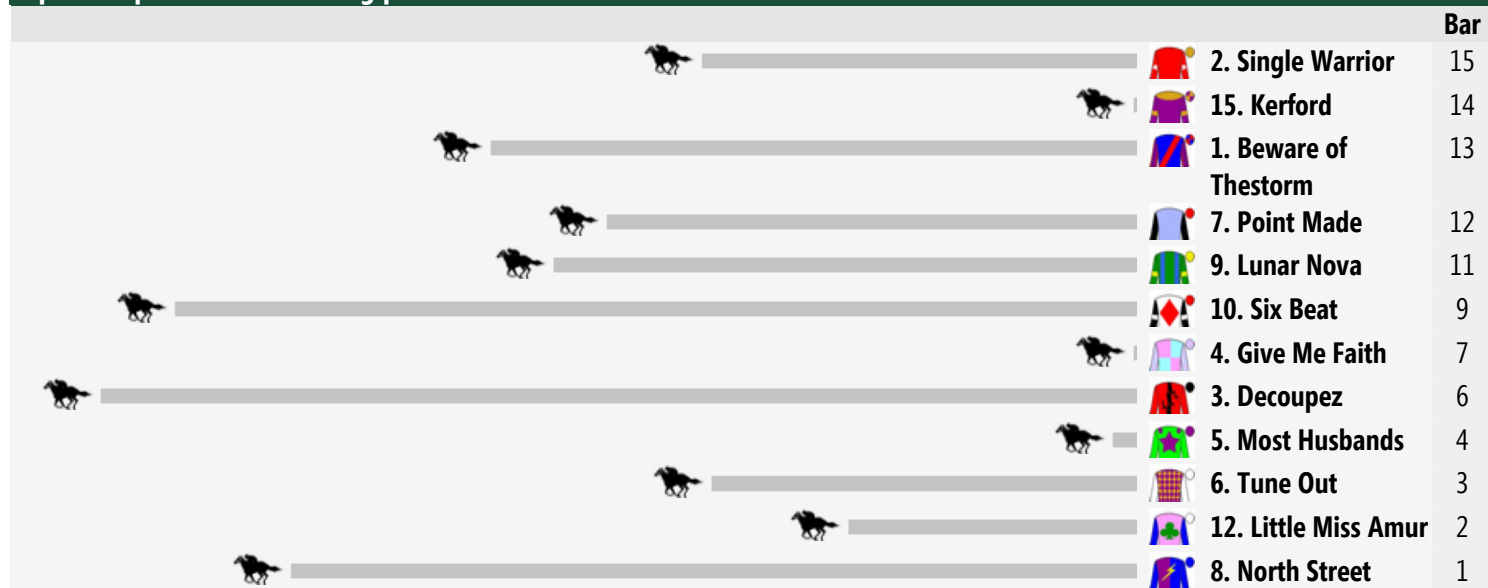 Bar
2. Single Warrior 15
15. Kerford 14
1. Beware of 13
Thestorm
7. Point Made 12
9. Lunar Nova 11
10. Six Beat 9
4. Give Me Faith 7
3. Decoupez 6
5. Most Husbands 4
6. Tune Out 3
12. Little Miss Amur 2
8. North Street 1